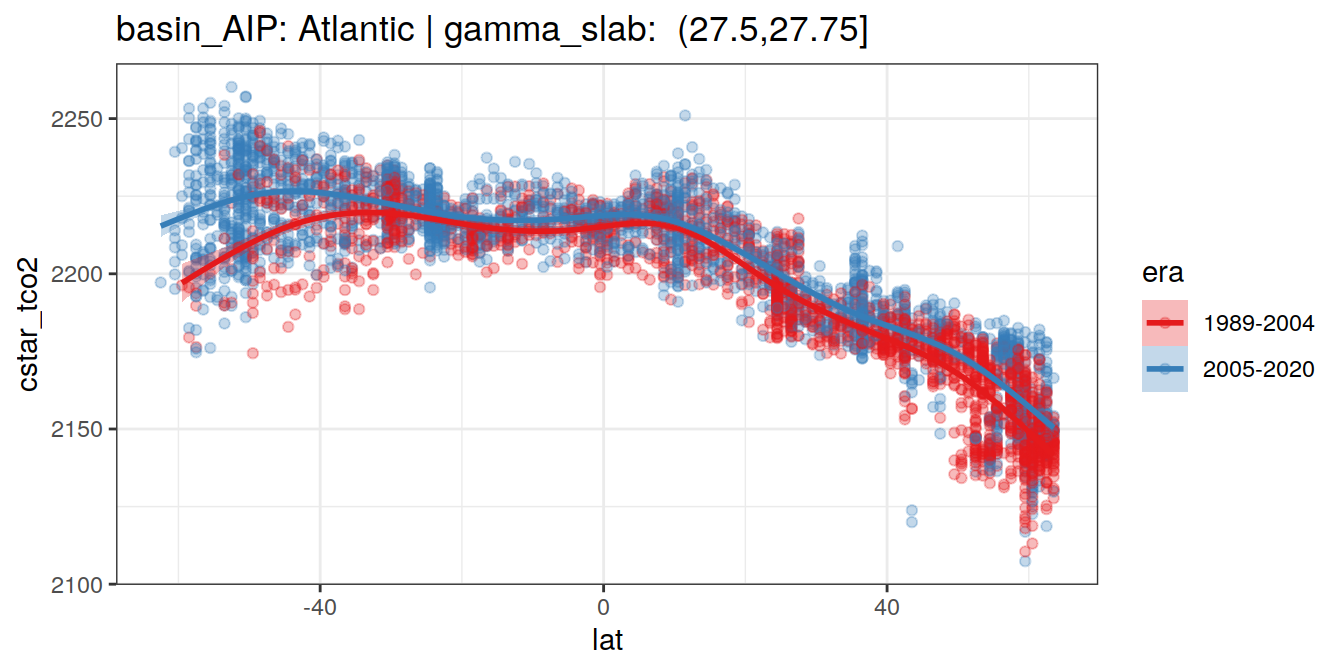 basin_AIP: Atlantic | gamma_slab:  (27.5,27.75]
cstar_tco2
2250
2200
2150
2100
-40
0
40
lat
era
1989-2004
2005-2020